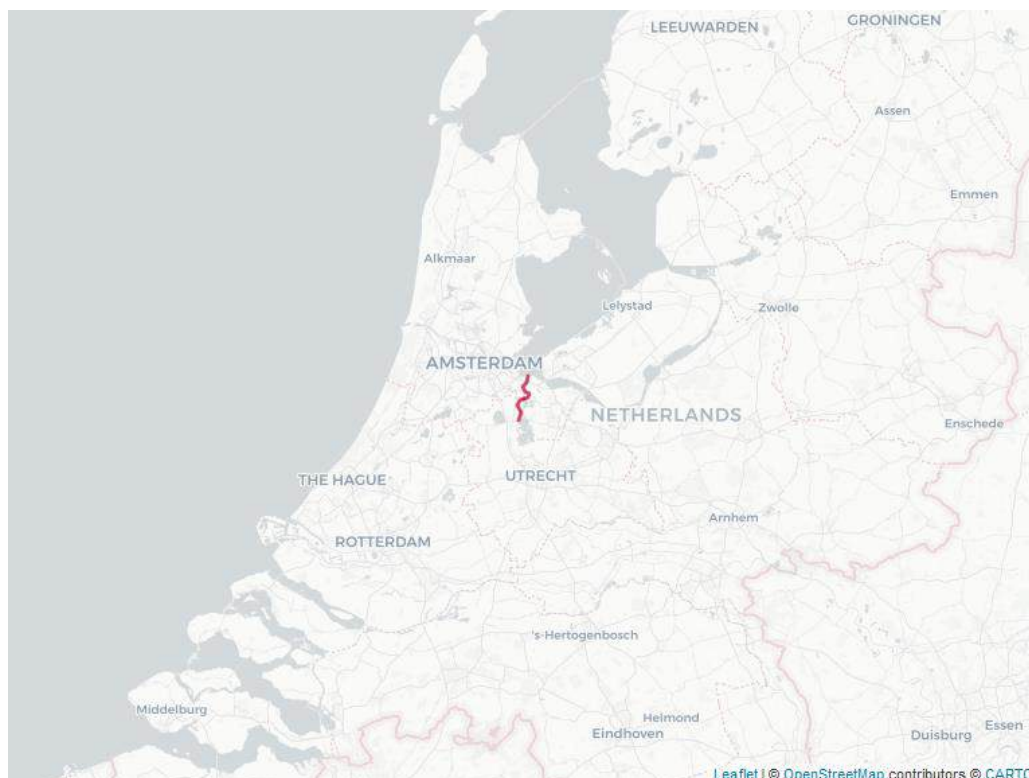 LEEUWARDEN
GRONINGEN
Assen
Emmen
Alkmaar
Lelystad
Zwolle
AMSTERDAM
NETHERLANDS
Enschede
THE HAGUE
UTRECHT
Arnhem
ROTTERDAM
's-Hertogenbosch
Middelburg
Helmond
Eindhoven
Essen
Duisburg
Leaflet | © OpenStreetMap contributors © CARTO